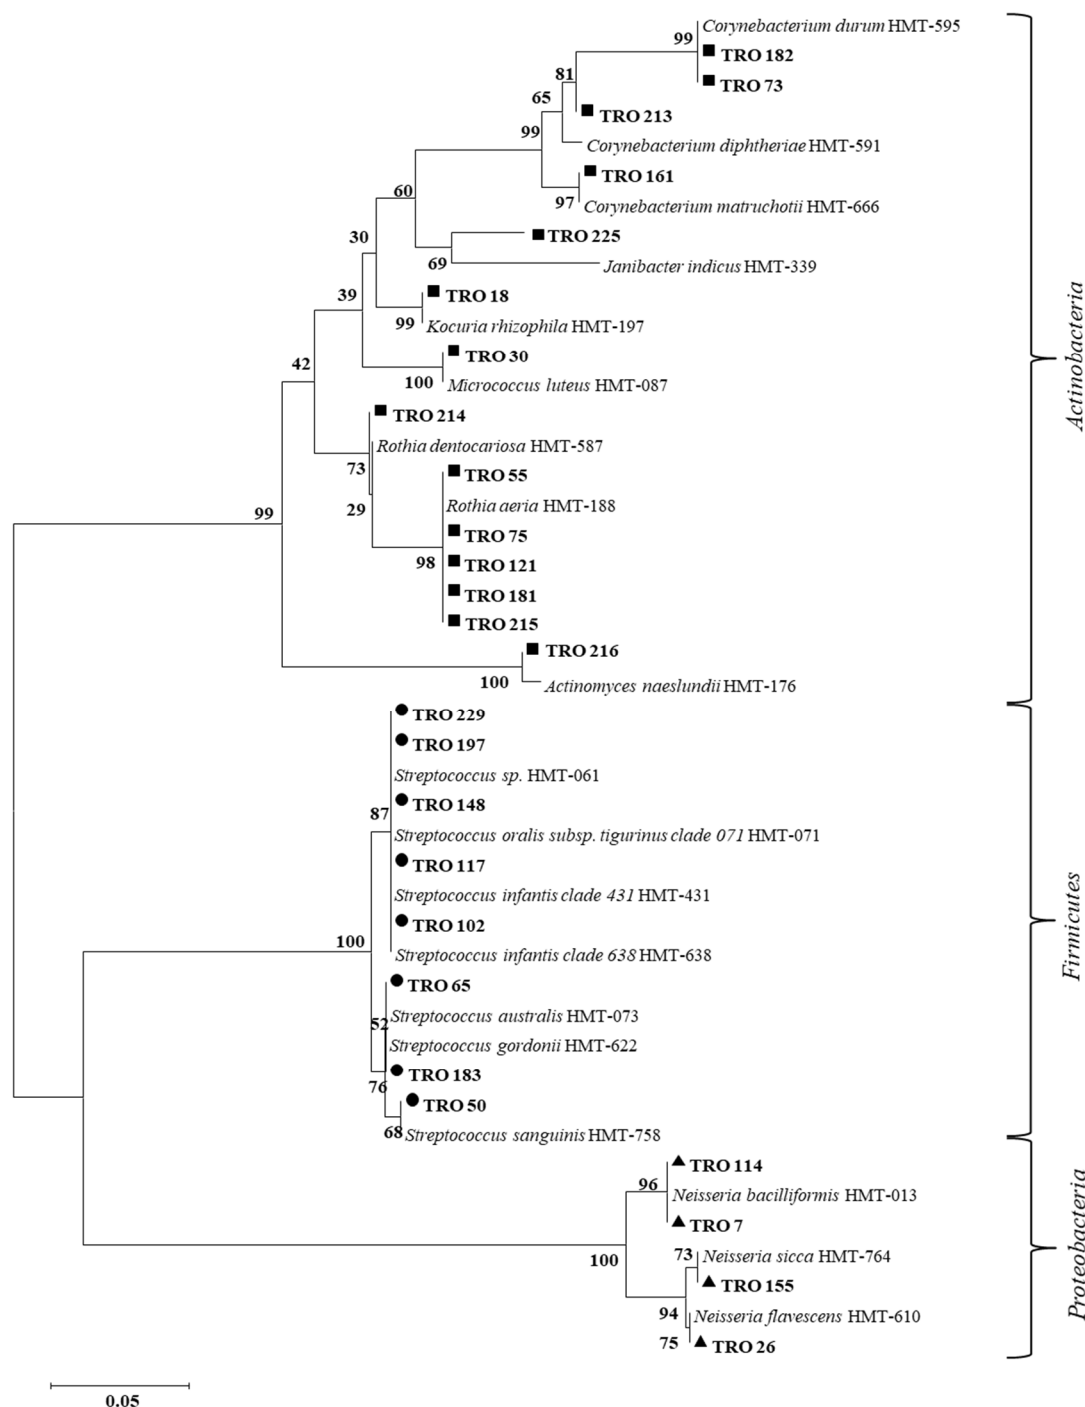 Corynebacterium durum HMT-595
99
TRO 182
TRO 73
81
65
TRO 213
99
Corynebacterium diphtheriae HMT-591
TRO 161
97
Corynebacterium matruchotii HMT-666
60
TRO 225
30
69
Janibacter indicus HMT-339
39
TRO 18
99
Kocuria rhizophila HMT-197
TRO 30
42
100
Micrococcus luteus HMT-087
TRO 214
Rothia dentocariosa HMT-587
73
TRO 55
29
Rothia aeria HMT-188
99
TRO 75
98
TRO 121
TRO 181
TRO 215
TRO 216
100
Actinomyces naeslundii HMT-176
Actinobacteria
TRO 229
TRO 197
Streptococcus sp. HMT-061
TRO 148
87
Streptococcus oralis subsp. tigurinus clade 071 HMT-071
TRO 117
Streptococcus infantis clade 431 HMT-431
TRO 102
100
Streptococcus infantis clade 638 HMT-638
TRO 65
Streptococcus australis HMT-073
52
Streptococcus gordonii HMT-622
TRO 183
76
TRO 50
68
Streptococcus sanguinis HMT-758
Firmicutes
TRO 114
96
Neisseria bacilliformis HMT-013
TRO 7
100
73
Neisseria sicca HMT-764
TRO 155
94
Neisseria flavescens HMT-610
75
TRO 26
Proteobacteria
0.05